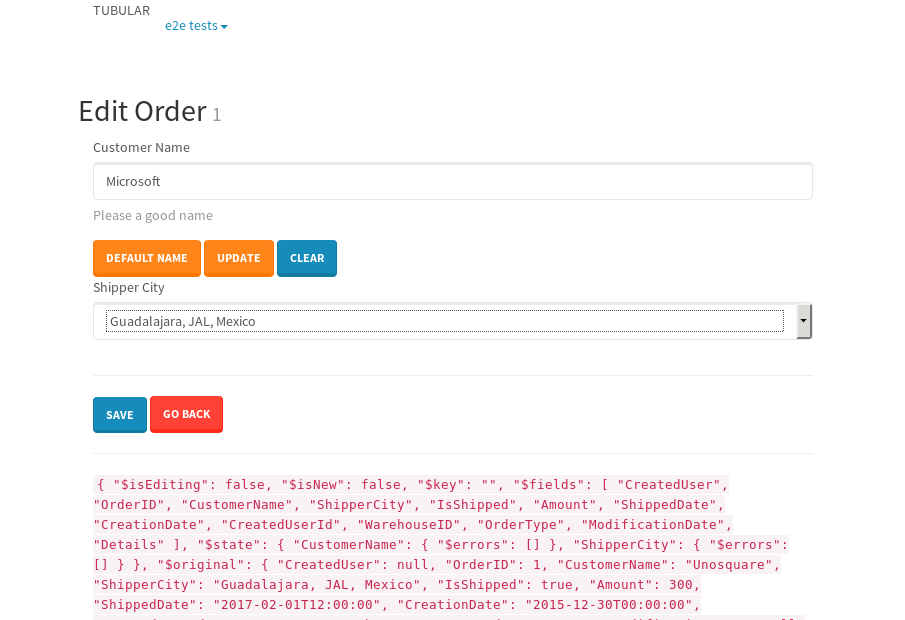 TUBULAR
e2e tests
Edit Order 1
Customer Name
Microsoft
Please a good name
DEFAULT NAME UPDATE CLEAR
Shipper City
Guadalajara, JAL, Mexico
SAVE GO BACK
{ "$isEditing": false, "$isNew": false, "$key": "", "$fields": [ "CreatedUser",
"OrderID", "CustomerName", "ShipperCity", "IsShipped", "Amount", "ShippedDate",
"CreationDate", "CreatedUserId", "WarehouseID", "OrderType", "ModificationDate",
"Details" ], "$state": { "CustomerName": { "$errors": [] }, "ShipperCity": { "$errors":
[] } }, "$original": { "CreatedUser": null, "OrderID": 1, "CustomerName": "Unosquare",
"ShipperCity": "Guadalajara, JAL, Mexico", "IsShipped": true, "Amount": 300,
"ShippedDate": "2017-02-01T12:00:00", "CreationDate": "2015-12-30T00:00:00",